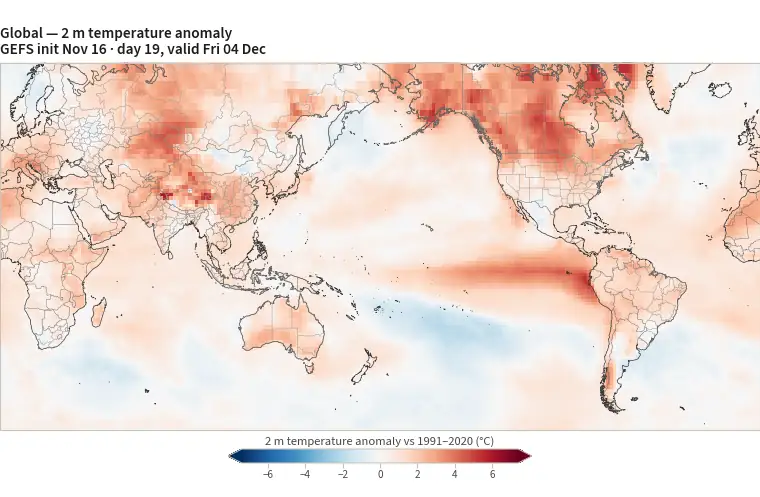 Global — 2 m temperature anomaly
GEFS init Nov 16 · day 19, valid Fri 04 Dec
2 m temperature anomaly vs 1991–2020 (°C)
−6 −4 −2 0 2 4 6